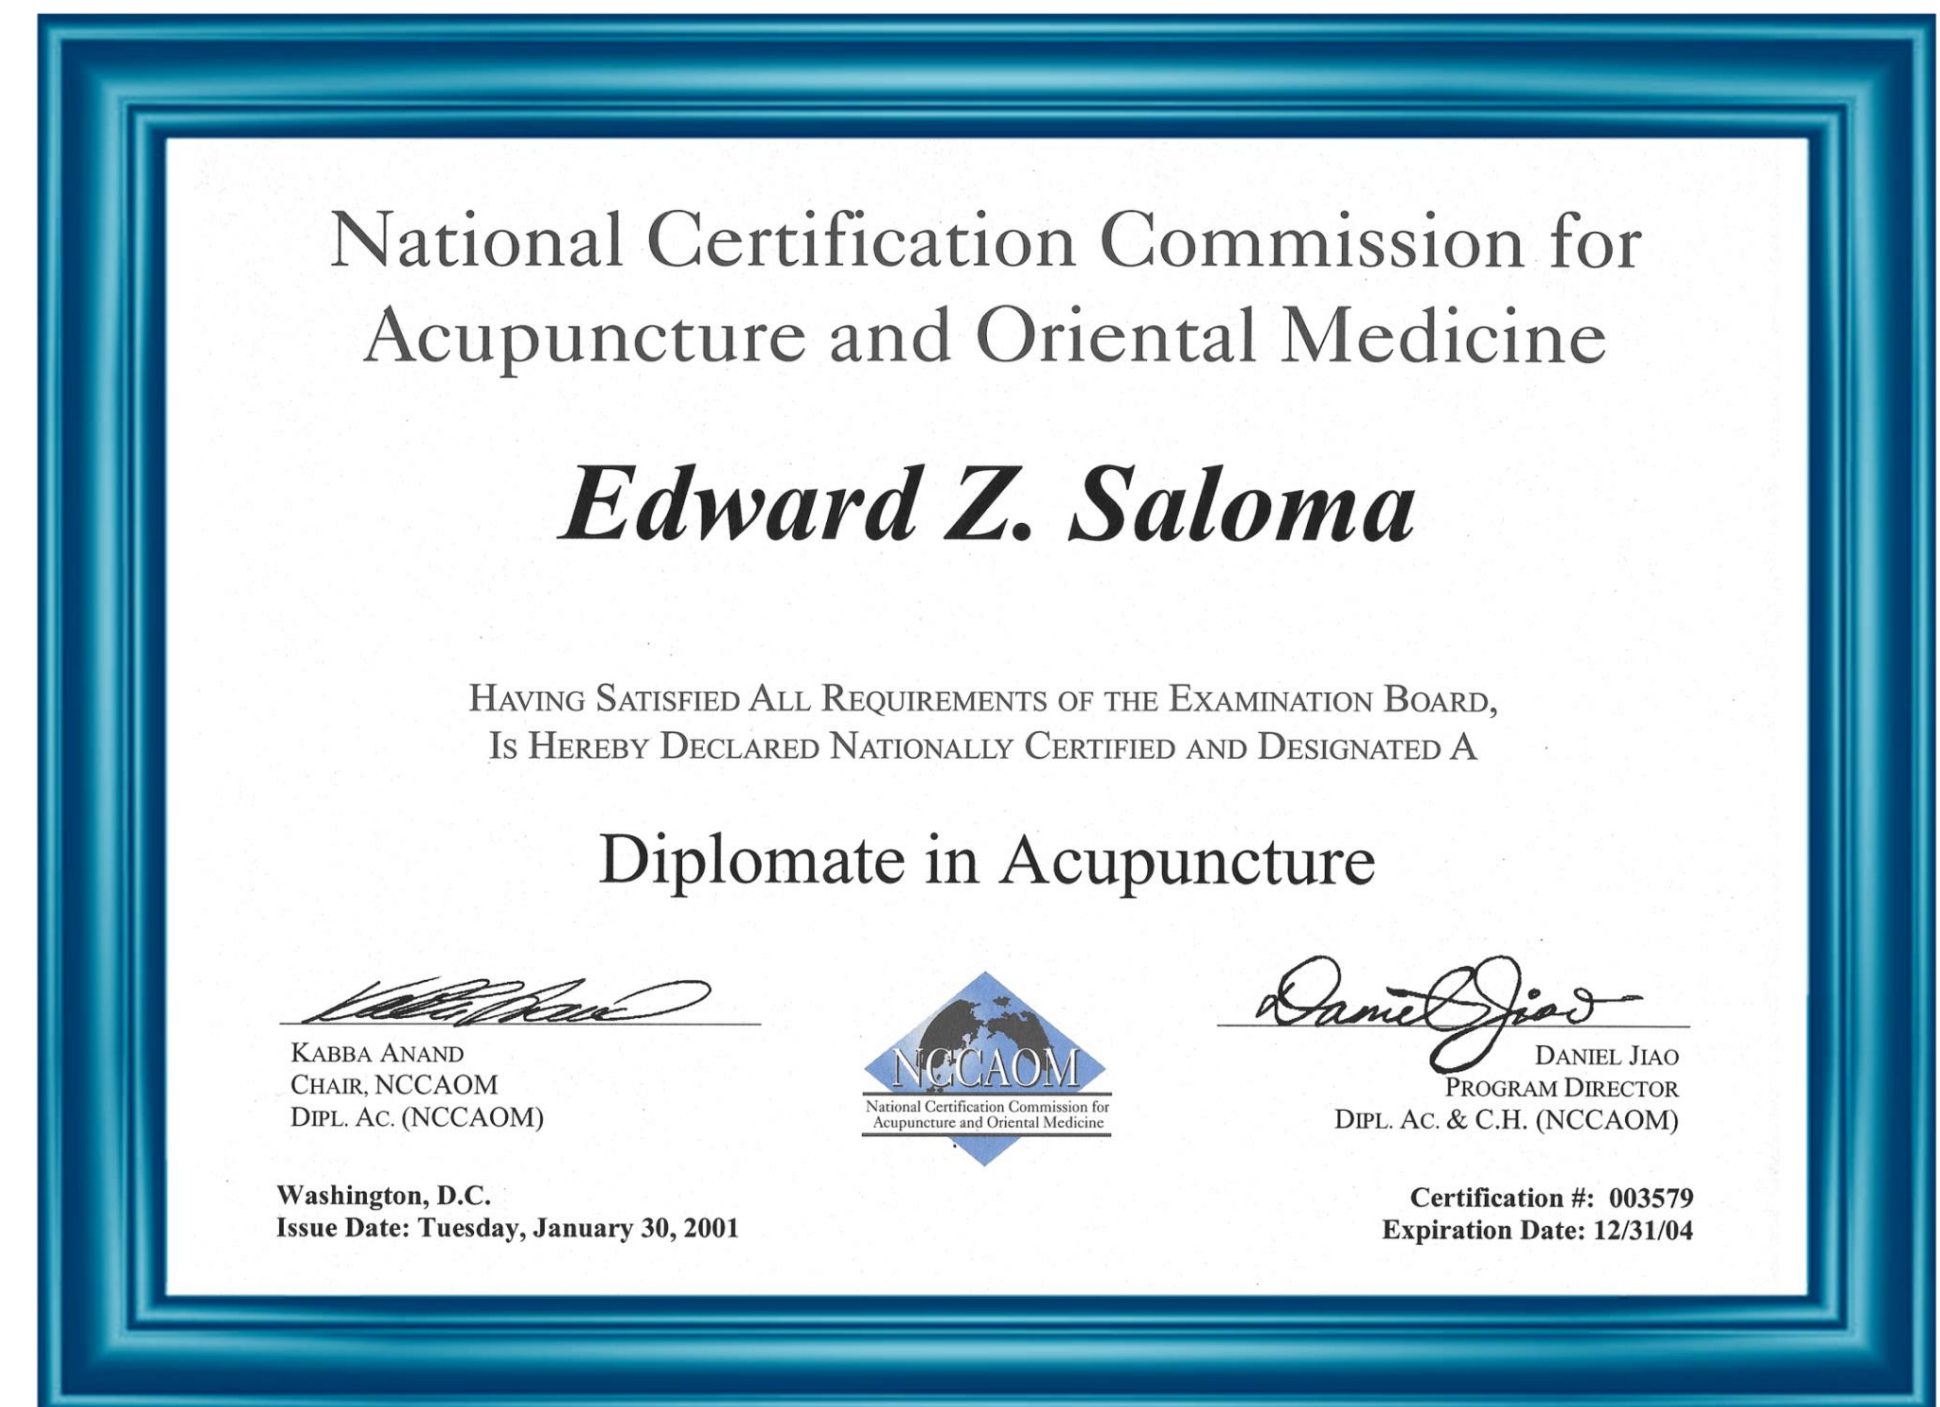 National Certification Commission for
Acupuncture and Oriental Medicine
Edward Z. Saloma
Having Satisfied All Requirements of the Examination Board,
Is Hereby Declared Nationally Certified and Designated A
Diplomate in Acupuncture
Kabba Anand
Chair, NCCAOM
Dipl. Ac. (NCCAOM)
NCCAOM
National Certification Commission for
Acupuncture and Oriental Medicine
Daniel Jiao
Daniel Jiao
Program Director
Dipl. Ac. & C.H. (NCCAOM)
Washington, D.C.
Issue Date: Tuesday, January 30, 2001
Certification #: 003579
Expiration Date: 12/31/04